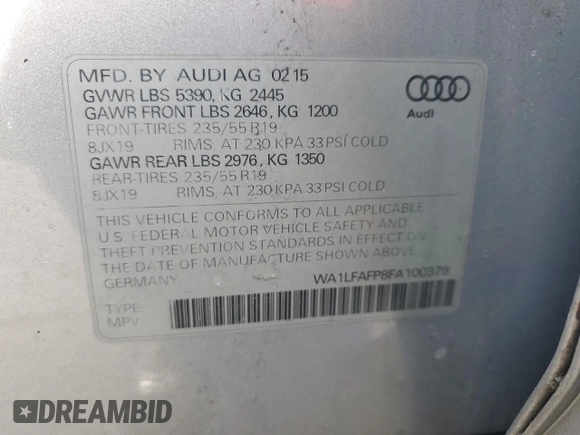 MFD. BY AUDI AG 02 15
GVWR LBS 5390, KG 2445
GAWR FRONT LBS 2646, KG 1200
FRONT-TIRES 235/55 R19
8JX19 RIMS, AT 230 KPA 33 PSI COLD
GAWR REAR LBS 2976, KG 1350
REAR-TIRES 235/55 R19
8JX19 RIMS, AT 230 KPA 33 PSI COLD
Audi
THIS VEHICLE CONFORMS TO ALL APPLICABLE
U.S. FEDERAL MOTOR VEHICLE SAFETY AND
THEFT PREVENTION STANDARDS IN EFFECT ON
THE DATE OF MANUFACTURE SHOWN ABOVE
GERMANY
WA1LFAFP8FA100379
TYPE
MPV
DREAMBID